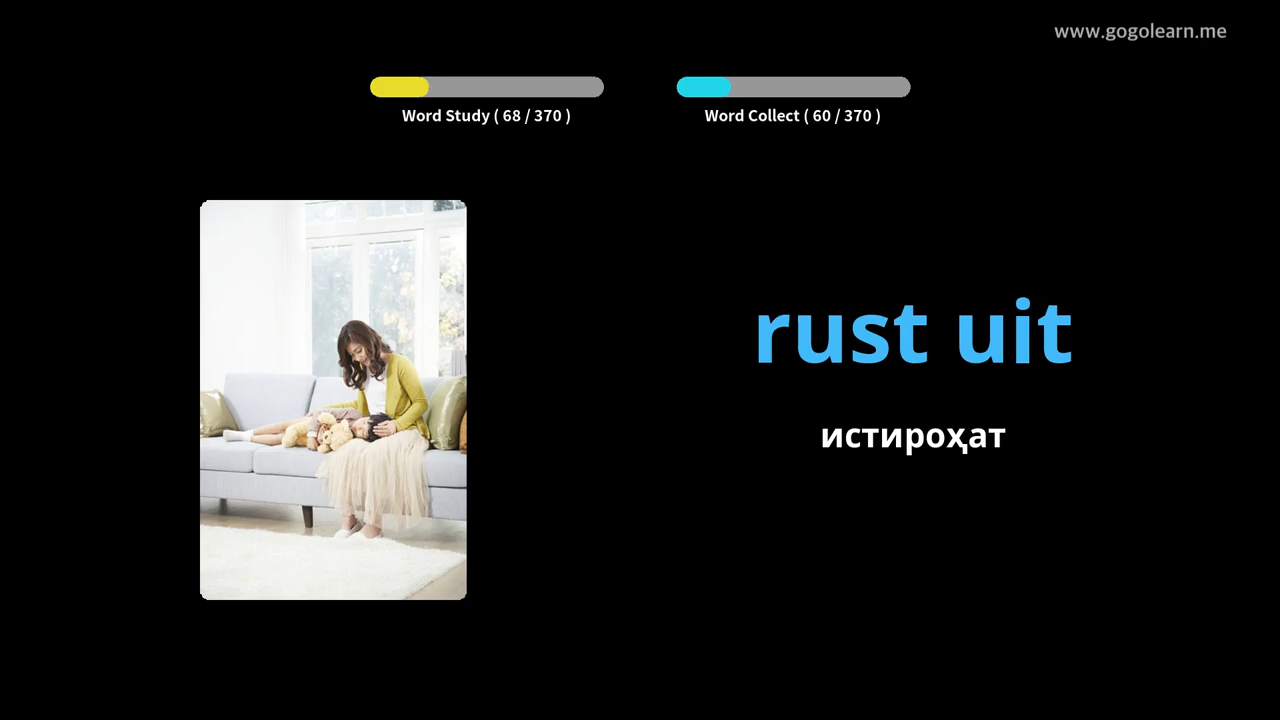 www.gogolearn.me
Word Study ( 68 / 370 )
Word Collect ( 60 / 370 )
rust uit
истироҳат